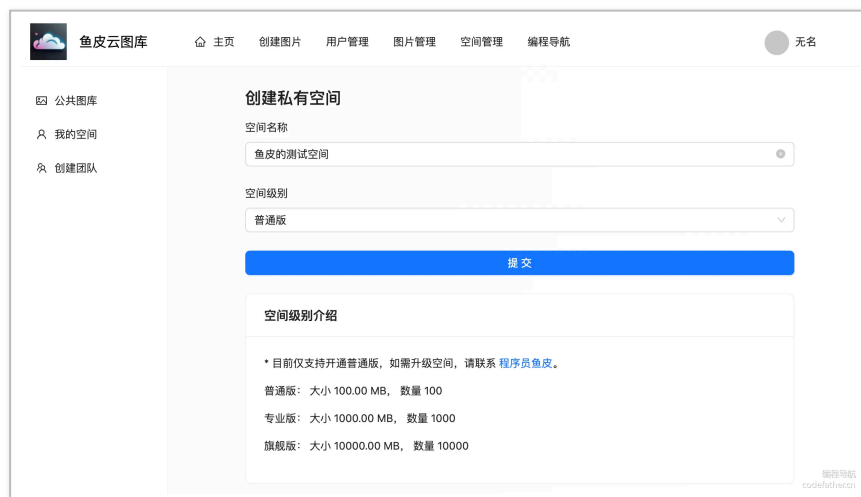 鱼皮云图库 主页 创建图片 用户管理 图片管理 空间管理 编程导航 无名
公共图库
我的空间
创建团队
创建私有空间
空间名称
鱼皮的测试空间
空间级别
普通版
提交
空间级别介绍
* 目前仅支持开通普通版，如需升级空间，请联系 程序员鱼皮。
普通版： 大小 100.00 MB， 数量 100
专业版： 大小 1000.00 MB， 数量 1000
旗舰版： 大小 10000.00 MB， 数量 10000
编程导航
codefather.cn